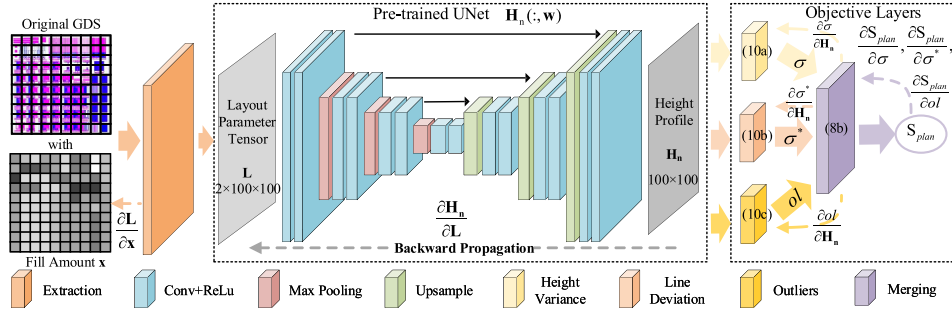 Original GDS
with
Fill Amount x
∂L/∂x
Pre-trained UNet H_n(:, w)
Layout
Parameter
Tensor
L
2×100×100
Height
Profile
H_n
100×100
∂H_n/∂L
Backward Propagation
Objective Layers
(10a)
σ
∂σ/∂H_n
(10b)
σ*
∂σ*/∂H_n
(10c)
ol
∂ol/∂H_n
(8b)
∂S_plan/∂σ, ∂S_plan/∂σ*,
∂S_plan/∂ol
S_plan
Extraction
Conv+ReLu
Max Pooling
Upsample
Height
Variance
Line
Deviation
Outliers
Merging